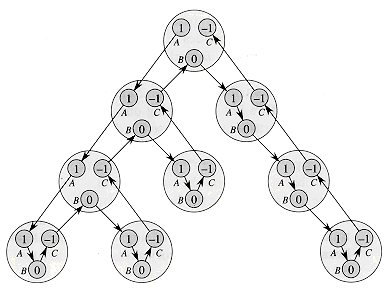 1 -1
A C
B 0
1 -1 1 -1
A C A C
B 0 B 0
1 -1 1 -1 1 -1
A C A C A C
B 0 B 0 B 0
1 -1 1 -1 1 -1
A C A C A C
B 0 B 0 B 0